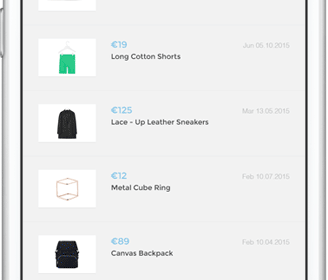 €19 Jun 05 10 2015
Long Cotton Shorts
€125 Mar 13 05 2015
Lace - Up Leather Sneakers
€12 Feb 10 07 2015
Metal Cube Ring
€89 Feb 10 04 2015
Canvas Backpack